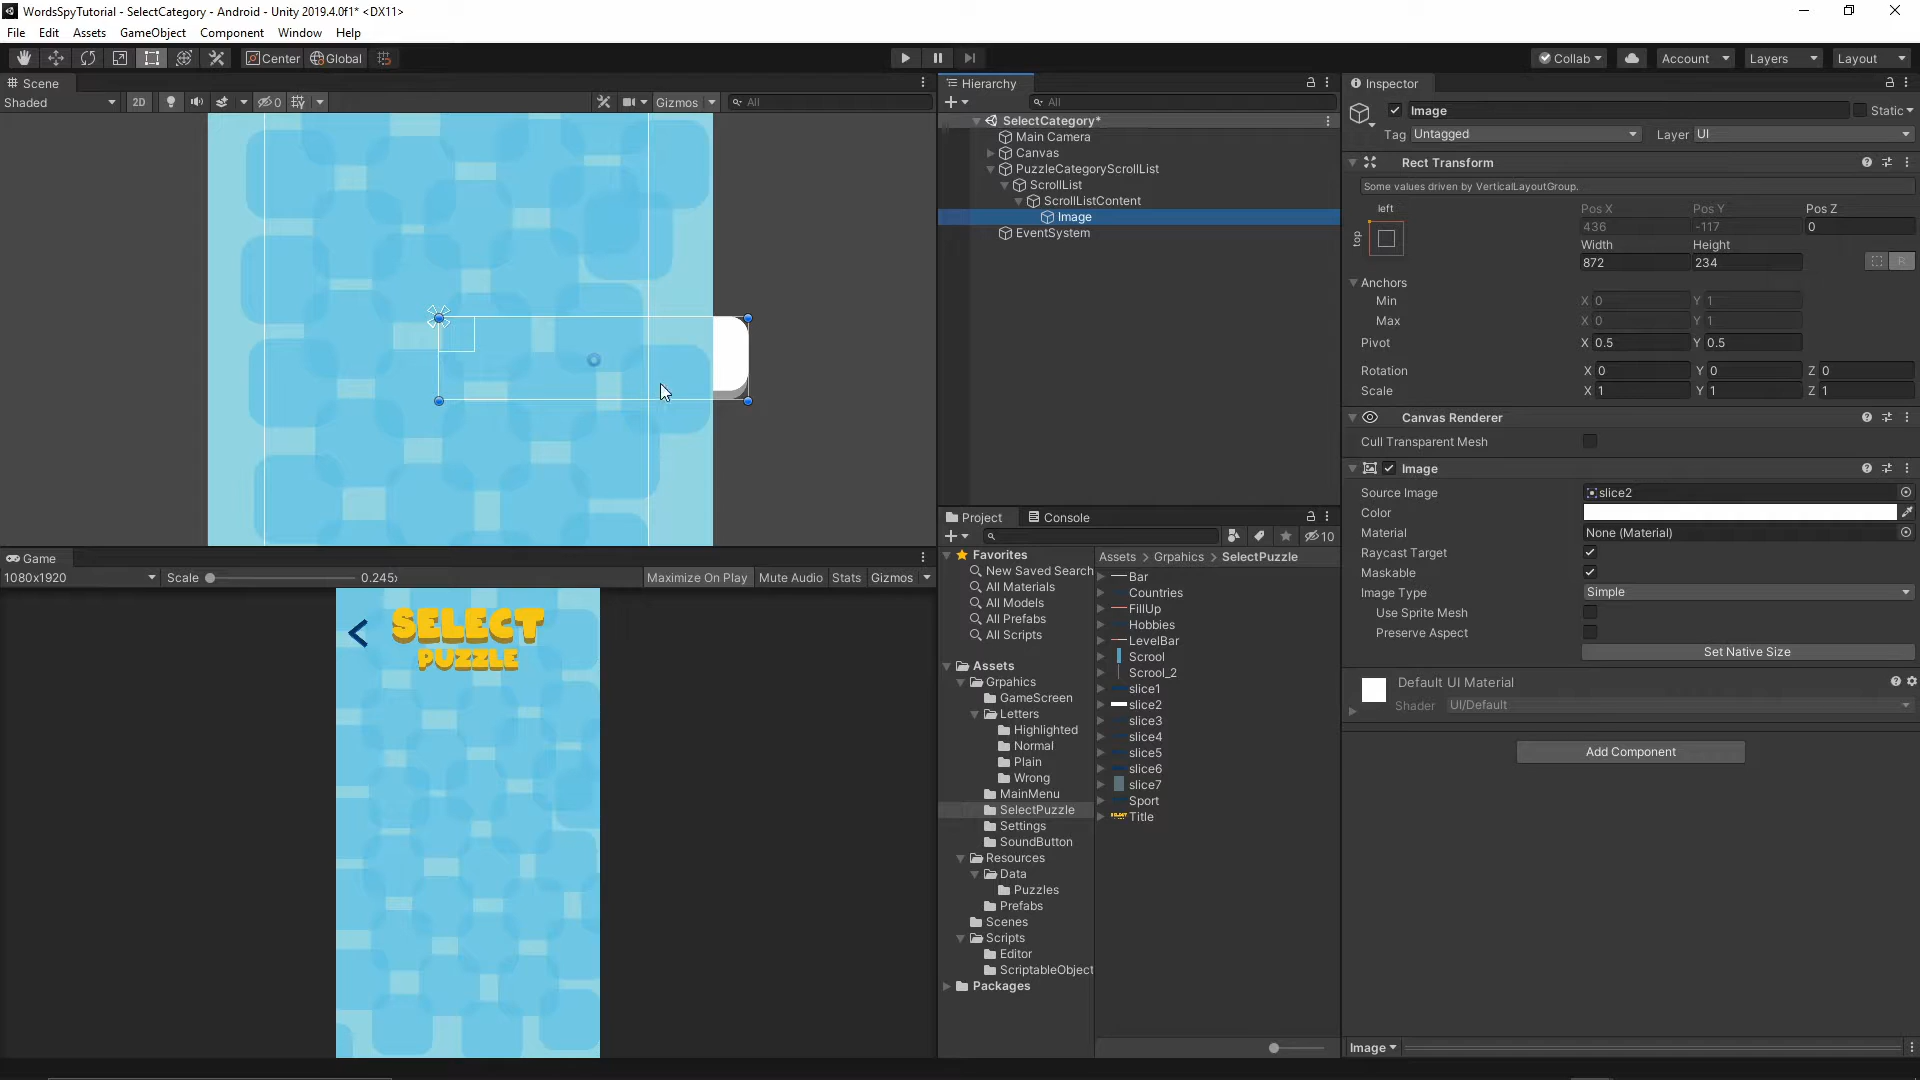 WordsSpyTutorial - SelectCategory - Android - Unity 2019.4.0f1* <DX11>
File Edit Assets GameObject Component Window Help
Center Global
Collab Account Layers Layout
Scene
Shaded 2D 0 Gizmos All
Hierarchy
All
SelectCategory*
Main Camera
Canvas
PuzzleCategoryScrollList
ScrollList
ScrollListContent
Image
EventSystem
Game
1080x1920 Scale 0.245x Maximize On Play Mute Audio Stats Gizmos
SELECT
PUZZLE
Project Console
10
Favorites
New Saved Search
All Materials
All Models
All Prefabs
All Scripts
Assets
Grpahics
GameScreen
Letters
Highlighted
Normal
Plain
Wrong
MainMenu
SelectPuzzle
Settings
SoundButton
Resources
Data
Puzzles
Prefabs
Scenes
Scripts
Editor
ScriptableObject
Packages
Assets > Grpahics > SelectPuzzle
Bar
Countries
FillUp
Hobbies
LevelBar
Scrool
Scrool_2
slice1
slice2
slice3
slice4
slice5
slice6
slice7
Sport
Title
Inspector
Image Static
Tag Untagged Layer UI
Rect Transform
Some values driven by VerticalLayoutGroup.
left Pos X Pos Y Pos Z
top 436 -117 0
Width Height
872 234 R
Anchors
Min X 0 Y 1
Max X 0 Y 1
Pivot X 0.5 Y 0.5
Rotation X 0 Y 0 Z 0
Scale X 1 Y 1 Z 1
Canvas Renderer
Cull Transparent Mesh
Image
Source Image slice2
Color
Material None (Material)
Raycast Target
Maskable
Image Type Simple
Use Sprite Mesh
Preserve Aspect
Set Native Size
Default UI Material
Shader UI/Default
Add Component
Image